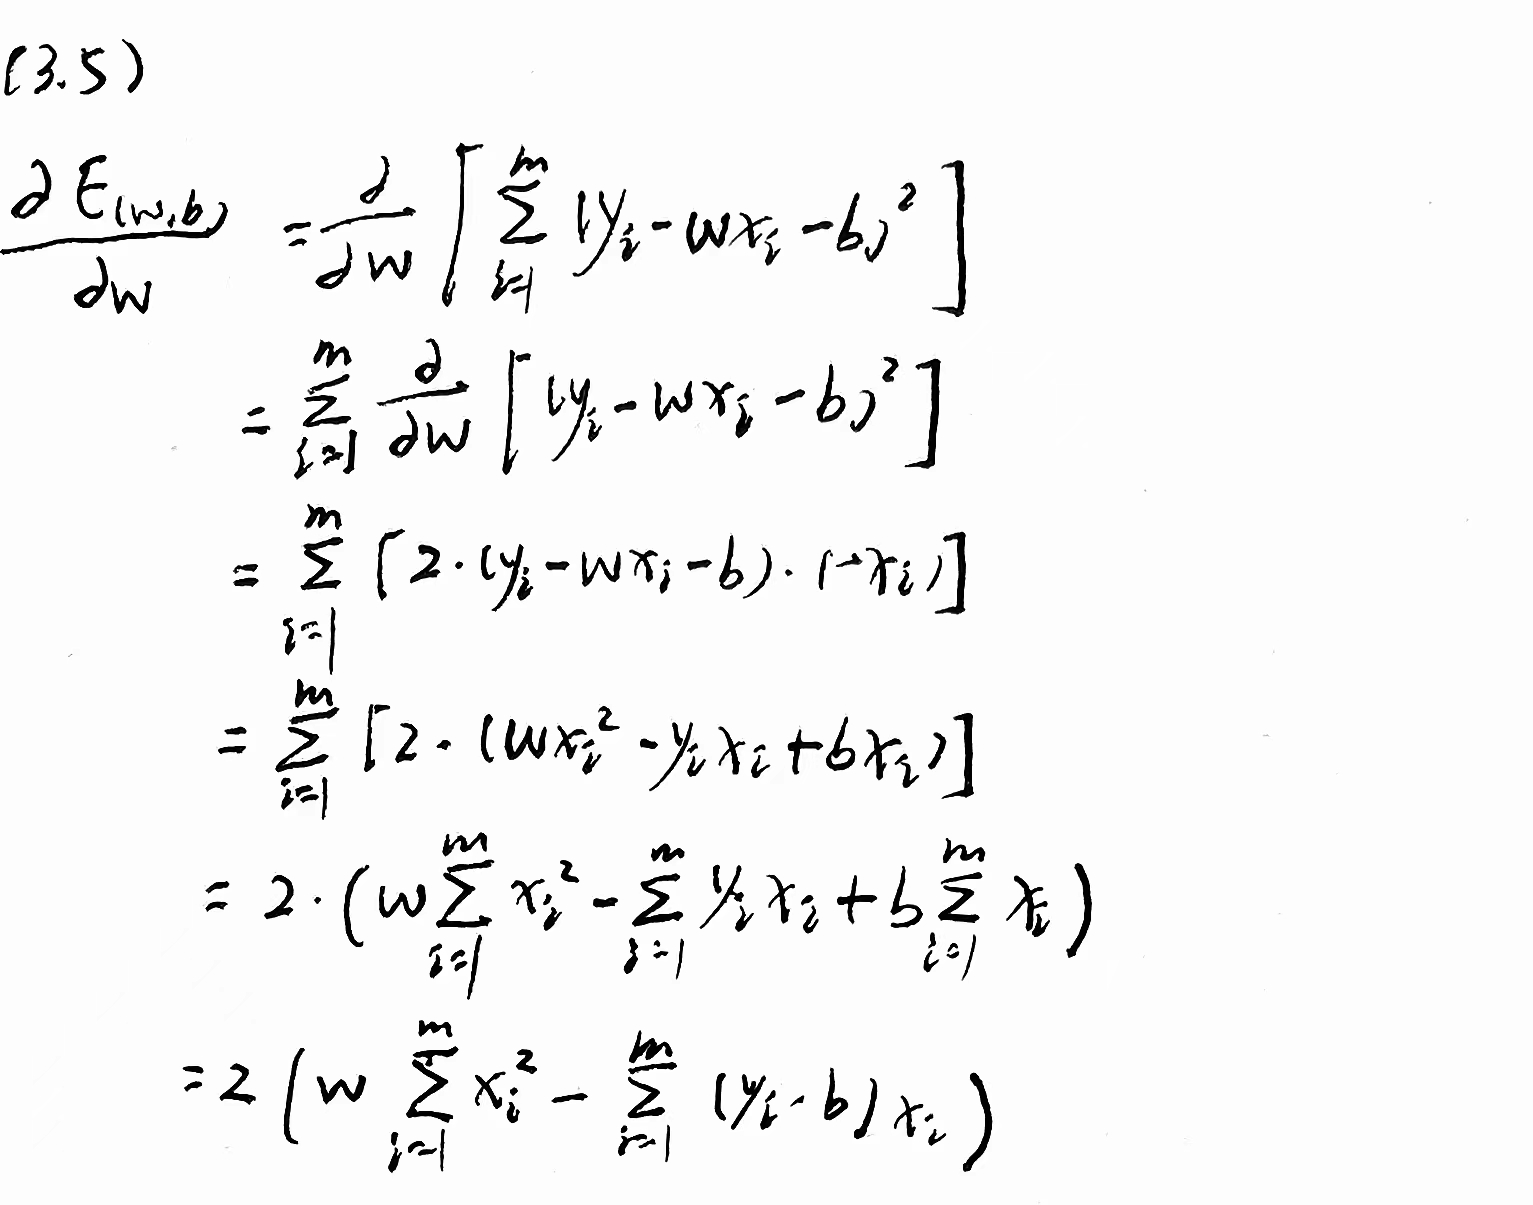 (3.5)
$\frac{\partial E_{(w,b)}}{\partial w} = \frac{\partial}{\partial w} \left[ \sum_{i=1}^{m} (y_i - wx_i - b)^2 \right]$
$= \sum_{i=1}^{m} \frac{\partial}{\partial w} \left[ (y_i - wx_i - b)^2 \right]$
$= \sum_{i=1}^{m} \left[ 2 \cdot (y_i - wx_i - b) \cdot (-x_i) \right]$
$= \sum_{i=1}^{m} \left[ 2 \cdot (wx_i^2 - y_i x_i + bx_i) \right]$
$= 2 \cdot \left( w \sum_{i=1}^{m} x_i^2 - \sum_{i=1}^{m} y_i x_i + b \sum_{i=1}^{m} x_i \right)$
$= 2 \left( w \sum_{i=1}^{m} x_i^2 - \sum_{i=1}^{m} (y_i - b) x_i \right)$